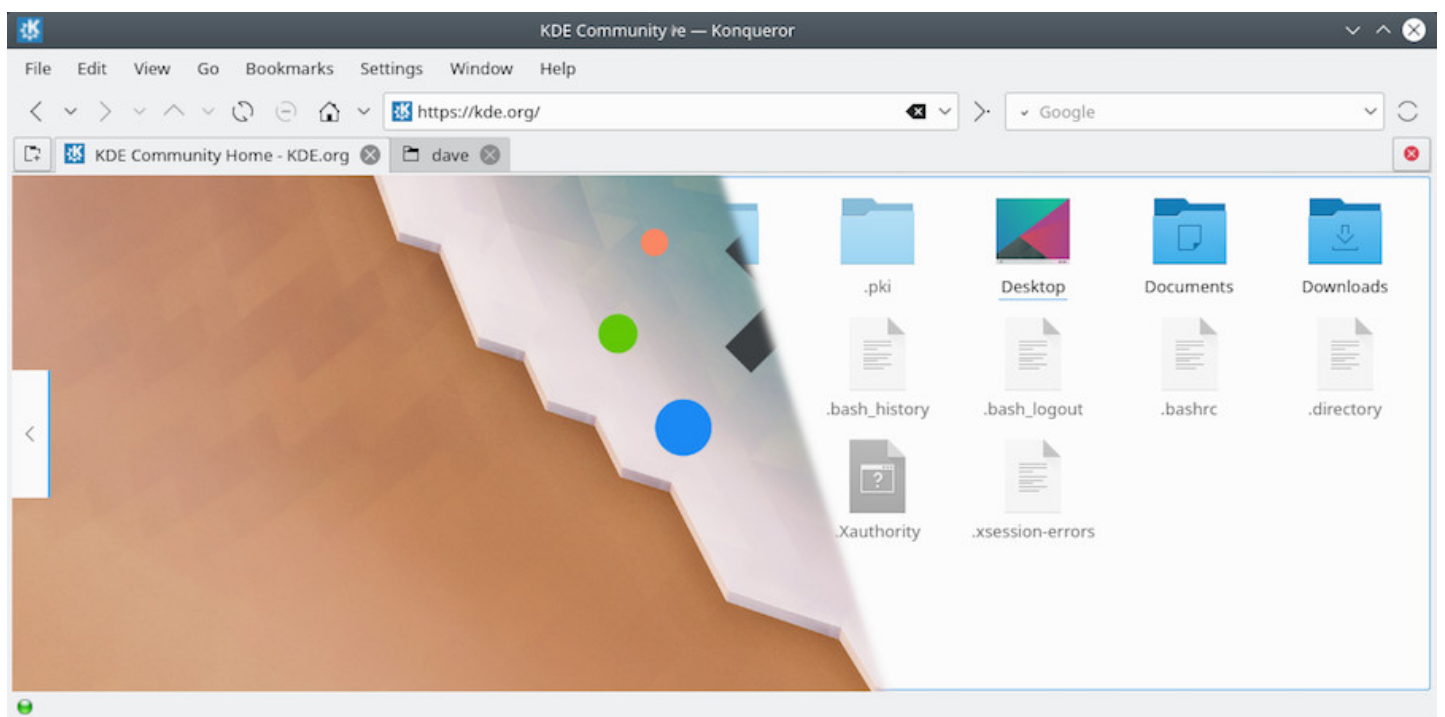 KDE Community e — Konqueror
File Edit View Go Bookmarks Settings Window Help
https://kde.org/ Google
KDE Community Home - KDE.org dave
.pki Desktop Documents Downloads
.bash_history .bash_logout .bashrc .directory
.Xauthority .xsession-errors